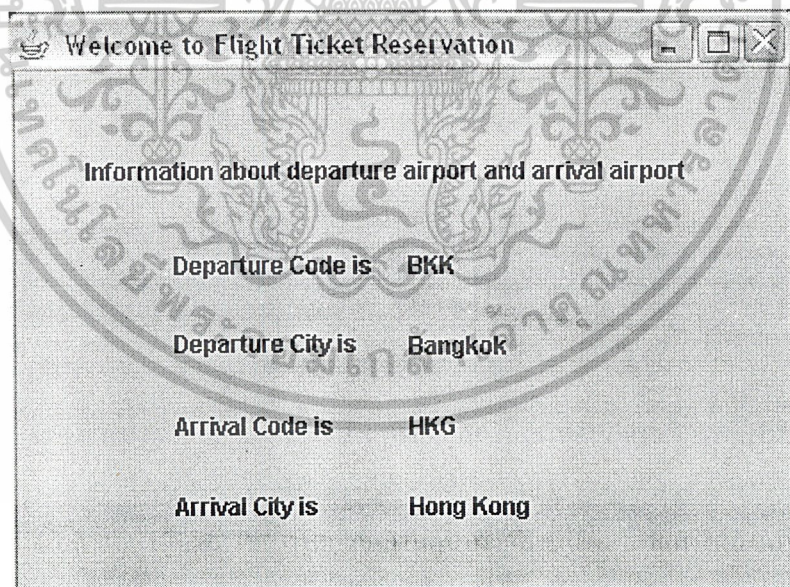 Welcome to Flight Ticket Reservation
Information about departure airport and arrival airport
Departure Code is BKK
Departure City is Bangkok
Arrival Code is HKG
Arrival City is Hong Kong